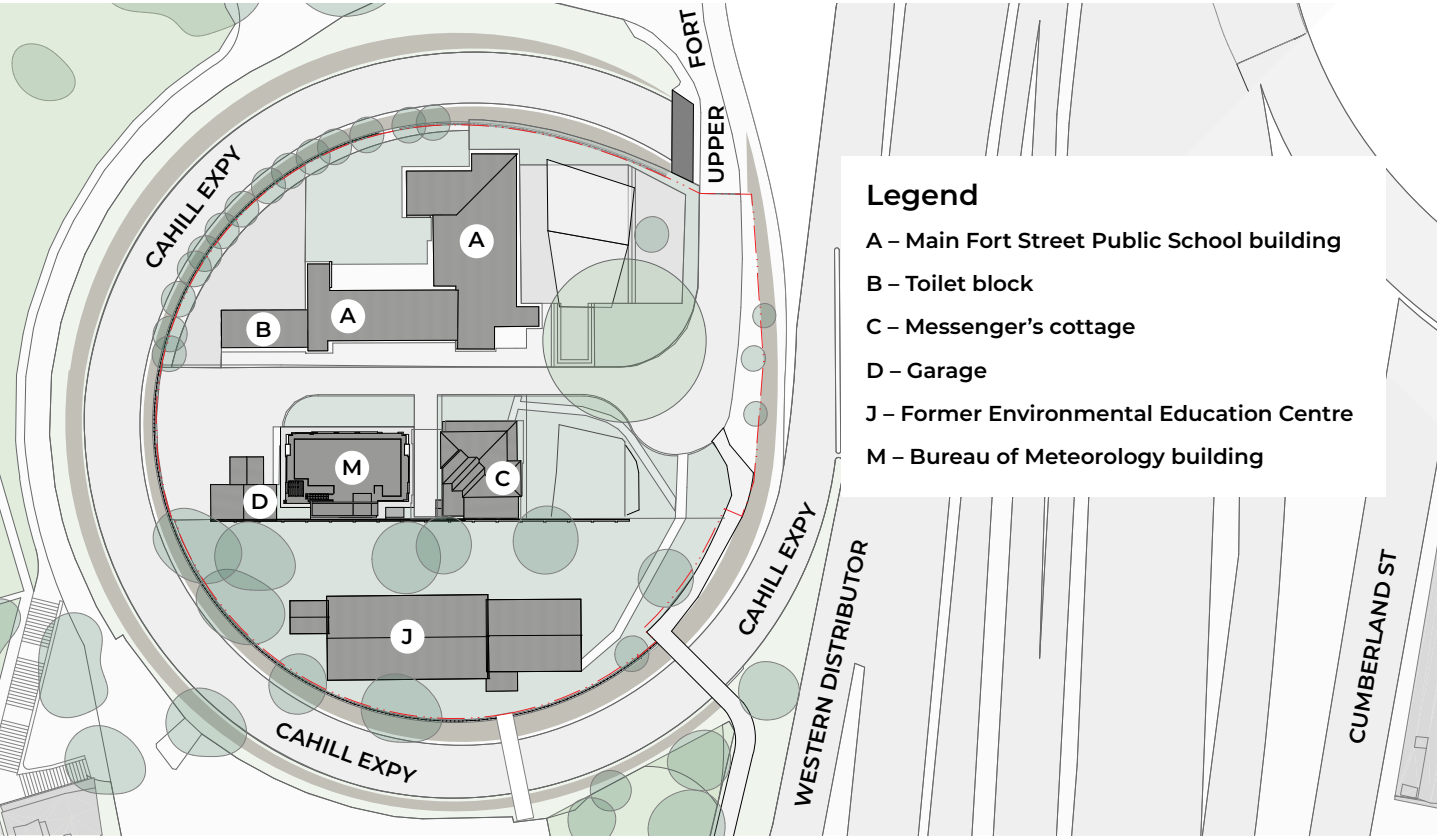 FORT
UPPER
CAHILL EXPY
A
A
B
M
C
D
J
CAHILL EXPY
CAHILL EXPY
WESTERN DISTRIBUTOR
CUMBERLAND ST
Legend
A – Main Fort Street Public School building
B – Toilet block
C – Messenger’s cottage
D – Garage
J – Former Environmental Education Centre
M – Bureau of Meteorology building